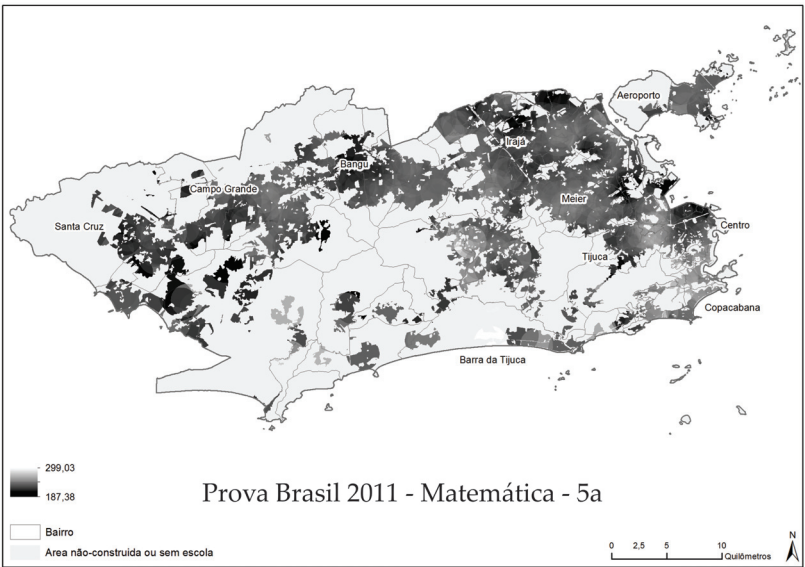 Aeroporto
Irajá
Bangu
Campo Grande
Meier
Santa Cruz
Centro
Tijuca
Copacabana
Barra da Tijuca
299,03
187,38
Prova Brasil 2011 - Matemática - 5a
Bairro
Area não-construida ou sem escola
N
0 2,5 5 10
Quilômetros